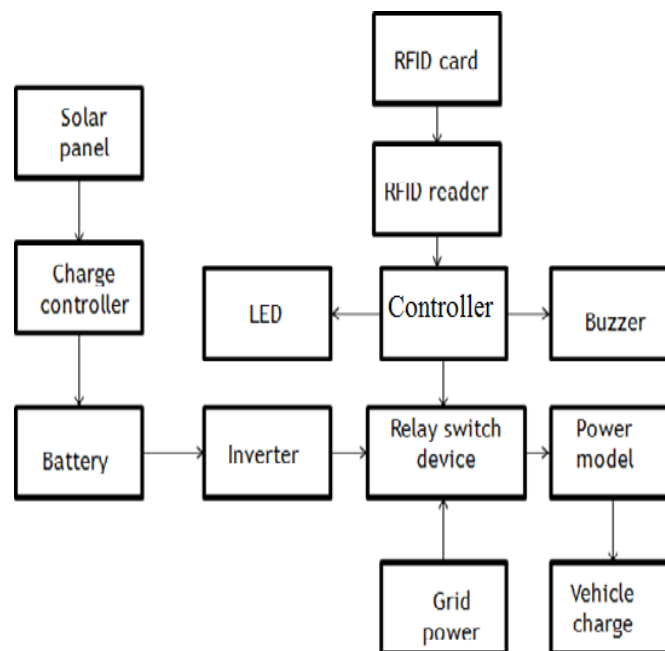 RFID card
Solar
panel
RFID reader
Charge
controller
LED
Controller
Buzzer
Battery
Inverter
Relay switch
device
Power
model
Grid
power
Vehicle
charge